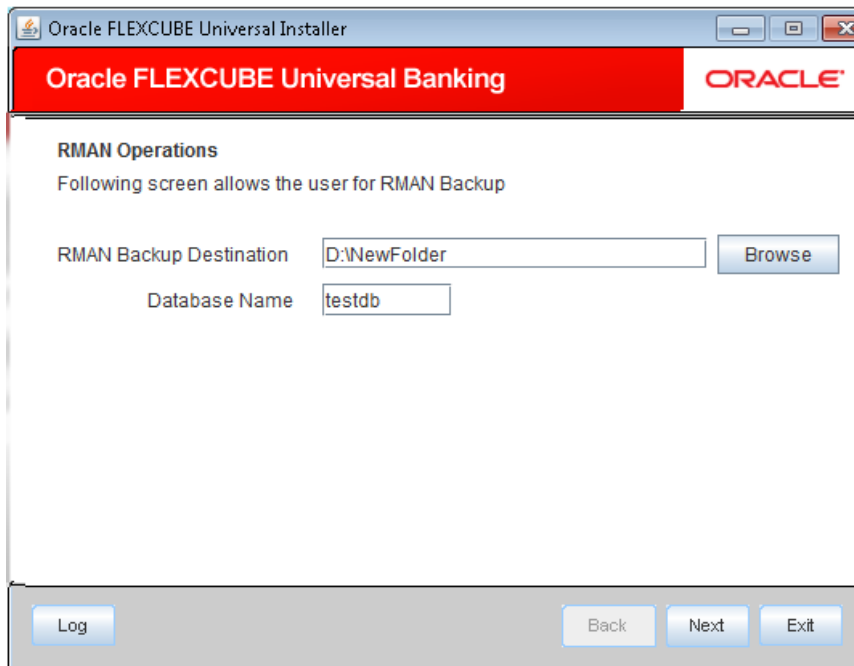 Oracle FLEXCUBE Universal Installer
Oracle FLEXCUBE Universal Banking ORACLE
RMAN Operations
Following screen allows the user for RMAN Backup
RMAN Backup Destination D:\NewFolder Browse
Database Name testdb
Log Back Next Exit